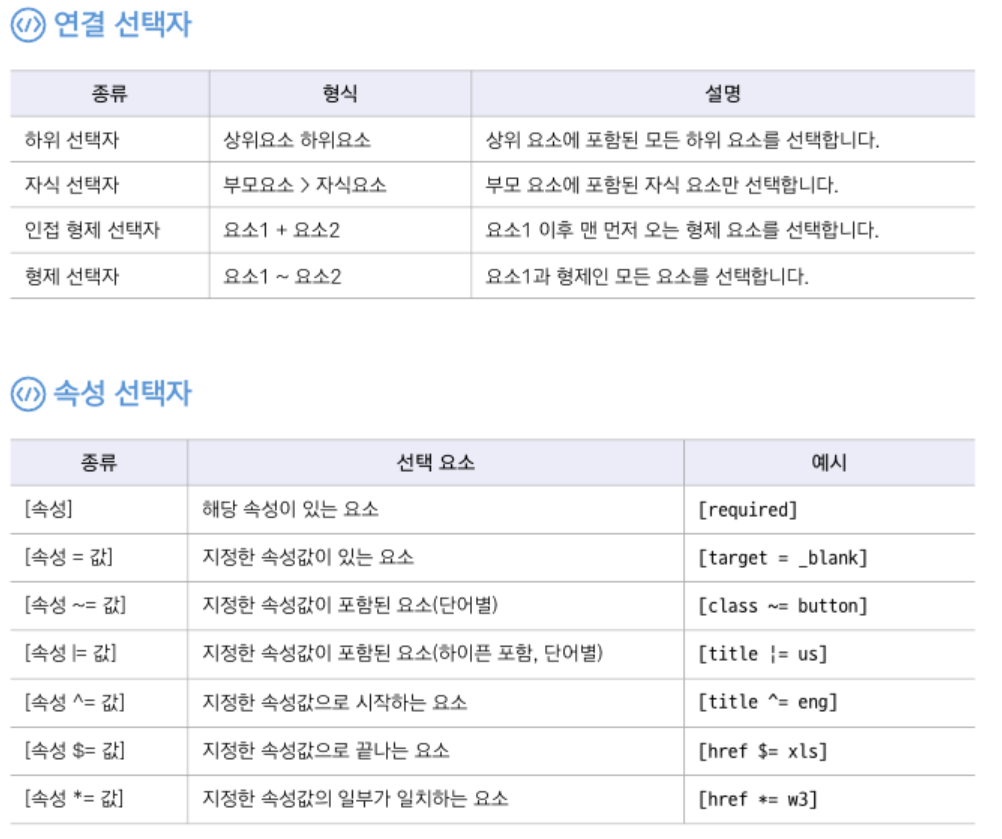 연결 선택자
종류 형식 설명
하위 선택자 상위요소 하위요소 상위 요소에 포함된 모든 하위 요소를 선택합니다.
자식 선택자 부모요소 > 자식요소 부모 요소에 포함된 자식 요소만 선택합니다.
인접 형제 선택자 요소1 + 요소2 요소1 이후 맨 먼저 오는 형제 요소를 선택합니다.
형제 선택자 요소1 ~ 요소2 요소1과 형제인 모든 요소를 선택합니다.
속성 선택자
종류 선택 요소 예시
[속성] 해당 속성이 있는 요소 [required]
[속성 = 값] 지정한 속성값이 있는 요소 [target = _blank]
[속성 ~= 값] 지정한 속성값이 포함된 요소(단어별) [class ~= button]
[속성 |= 값] 지정한 속성값이 포함된 요소(하이픈 포함, 단어별) [title |= us]
[속성 ^= 값] 지정한 속성값으로 시작하는 요소 [title ^= eng]
[속성 $= 값] 지정한 속성값으로 끝나는 요소 [href $= xls]
[속성 *= 값] 지정한 속성값의 일부가 일치하는 요소 [href *= w3]